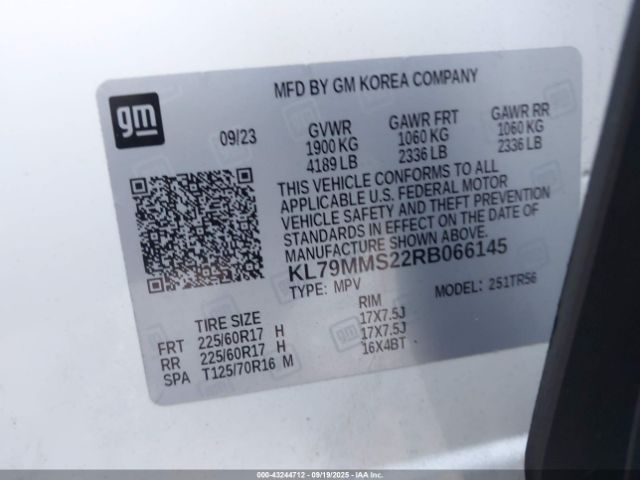 MFD BY GM KOREA COMPANY
gm
09/23
GVWR GAWR FRT GAWR RR
1900 KG 1060 KG 1060 KG
4189 LB 2336 LB 2336 LB
THIS VEHICLE CONFORMS TO ALL
APPLICABLE U.S. FEDERAL MOTOR
VEHICLE SAFETY AND THEFT PREVENTION
STANDARDS IN EFFECT ON THE DATE OF
MANUFACTURE SHOWN ABOVE.
KL79MMS22RB066145
TYPE: MPV MODEL: 251TR56
TIRE SIZE RIM
FRT 225/60R17 H 17X7.5J
RR 225/60R17 H 17X7.5J
SPA T125/70R16 M 16X4BT
000-43244712 - 09/19/2025 - www.iaai.com